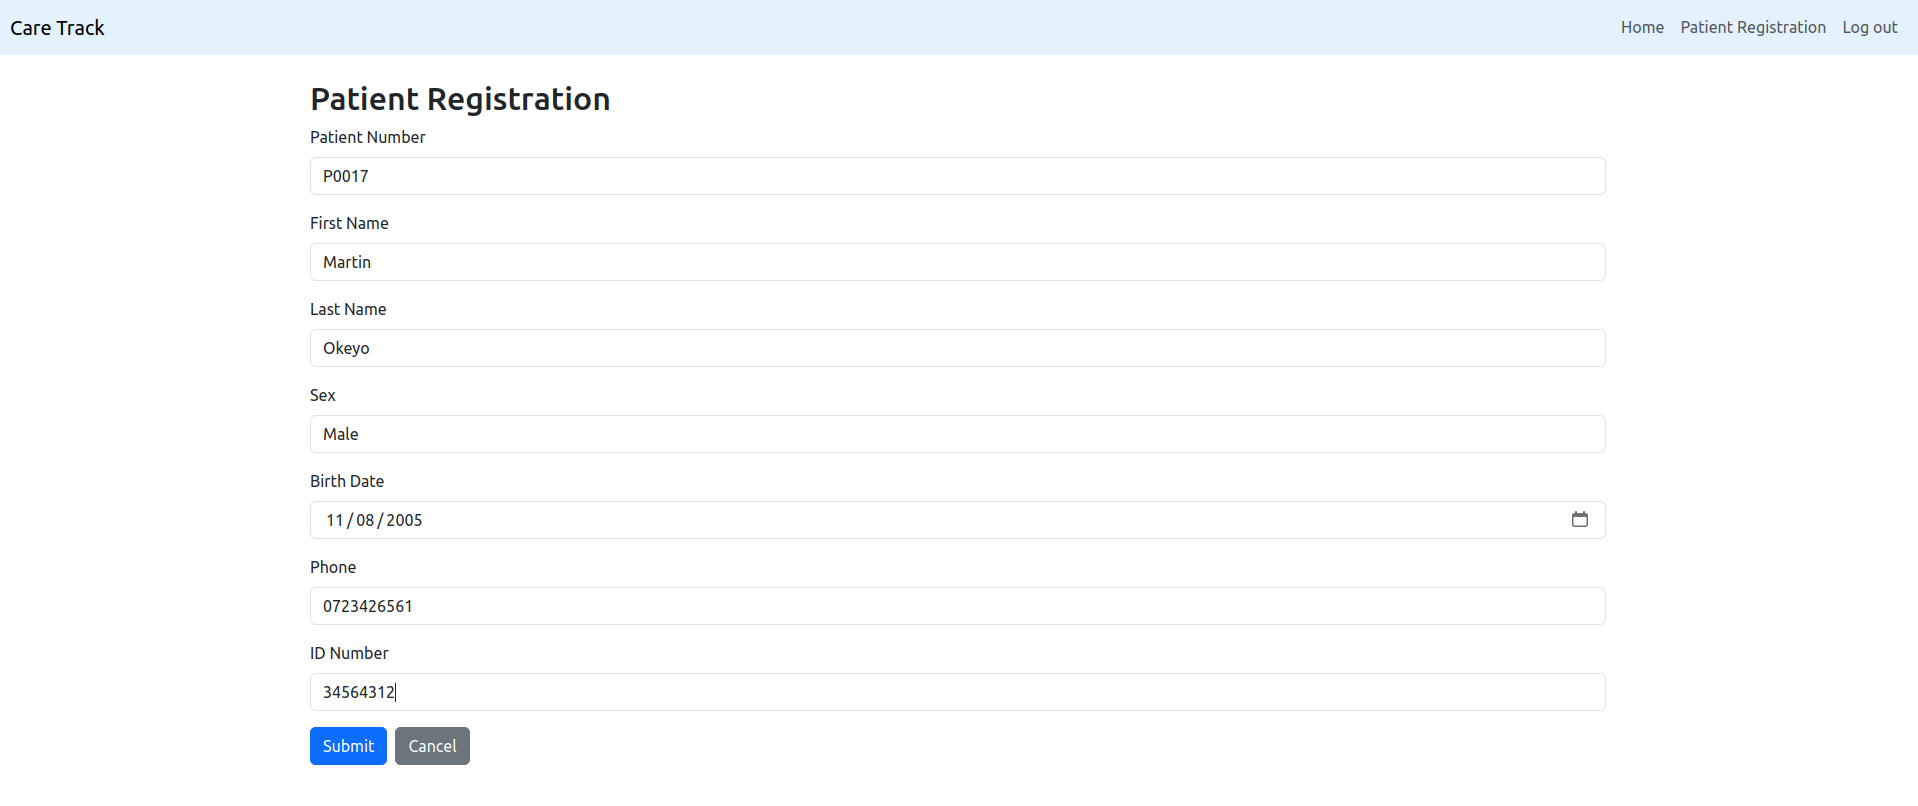 Care Track
Home Patient Registration Log out
Patient Registration
Patient Number
P0017
First Name
Martin
Last Name
Okeyo
Sex
Male
Birth Date
11/08/2005
Phone
0723426561
ID Number
34564312
Submit Cancel